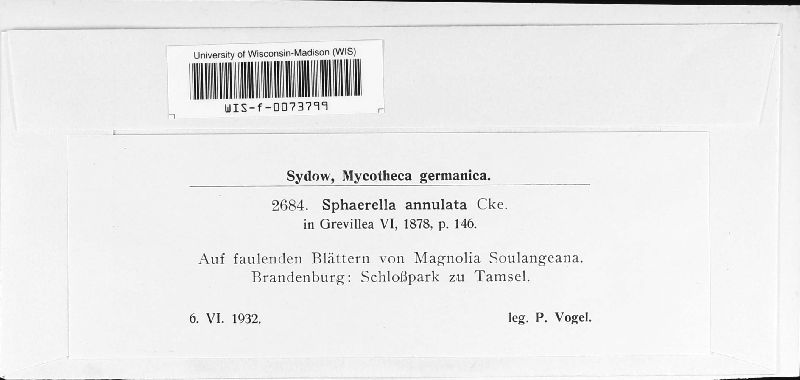 University of Wisconsin-Madison (WIS)
WIS-f-0073799
Sydow, Mycotheca germanica.
2684. Sphaerella annulata Cke.
in Grevillea VI, 1878, p. 146.
Auf faulenden Blättern von Magnolia Soulangeana.
Brandenburg: Schloßpark zu Tamsel.
6. VI. 1932. leg. P. Vogel.